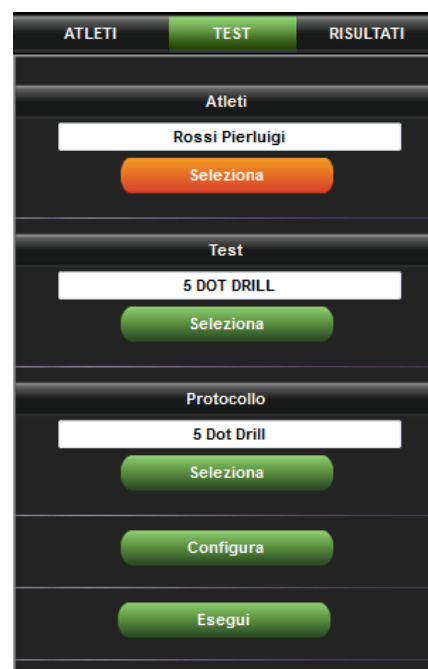 ATLETI TEST RISULTATI
Atleti
Rossi Pierluigi
Seleziona
Test
5 DOT DRILL
Seleziona
Protocollo
5 Dot Drill
Seleziona
Configura
Esegui